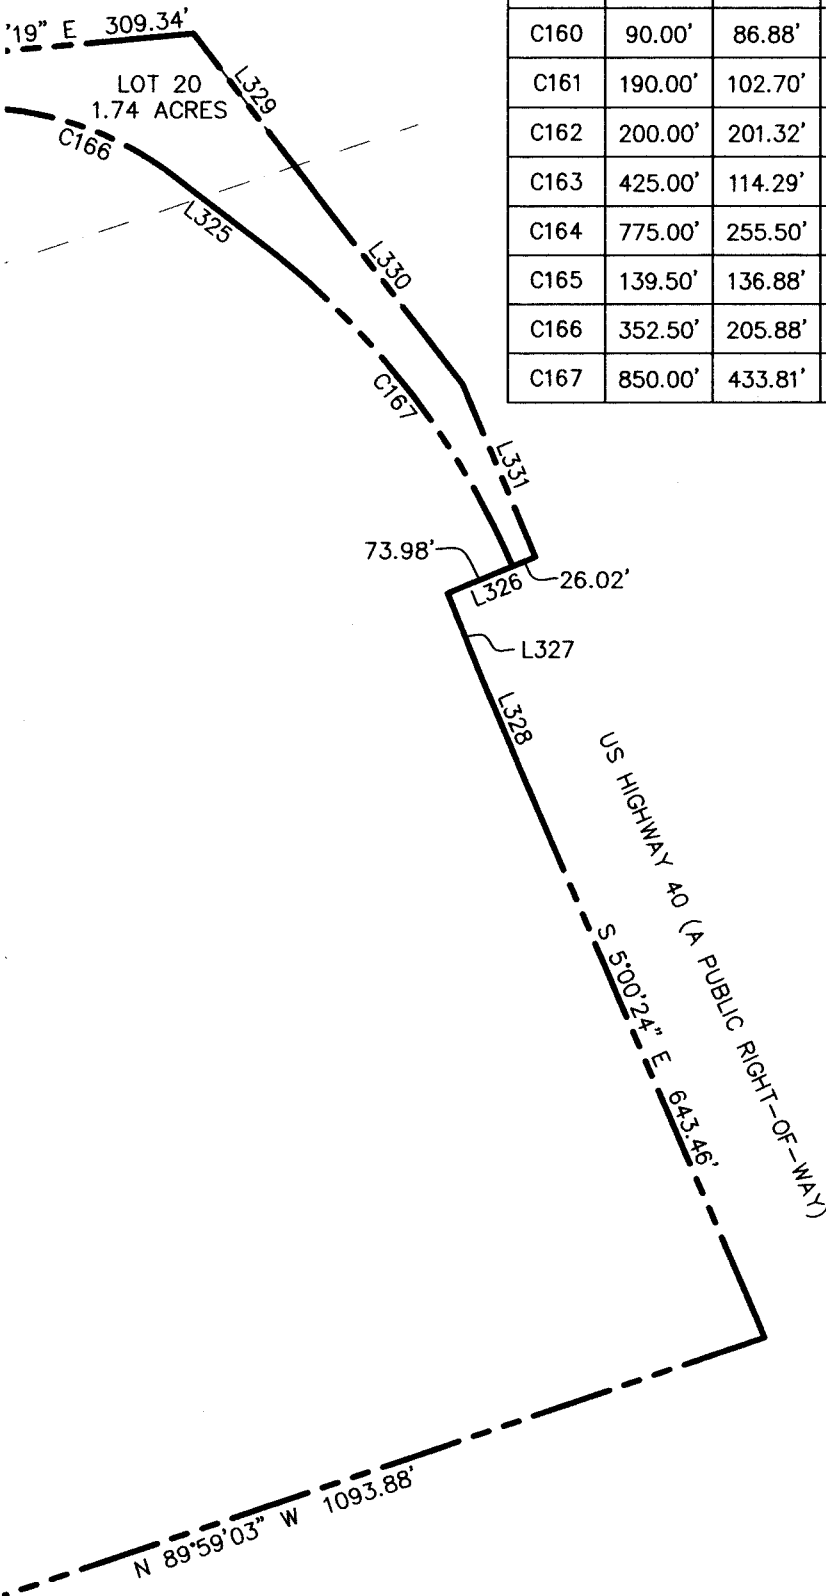 '19" E 309.34'
LOT 20
1.74 ACRES
L329
C166
L325
L330
C167
L331
73.98'
L326
26.02'
L327
L328
US HIGHWAY 40 (A PUBLIC RIGHT-OF-WAY)
S 5°00'24" E 643.46'
N 89°59'03" W 1093.88'
C160 90.00' 86.88'
C161 190.00' 102.70'
C162 200.00' 201.32'
C163 425.00' 114.29'
C164 775.00' 255.50'
C165 139.50' 136.88'
C166 352.50' 205.88'
C167 850.00' 433.81'